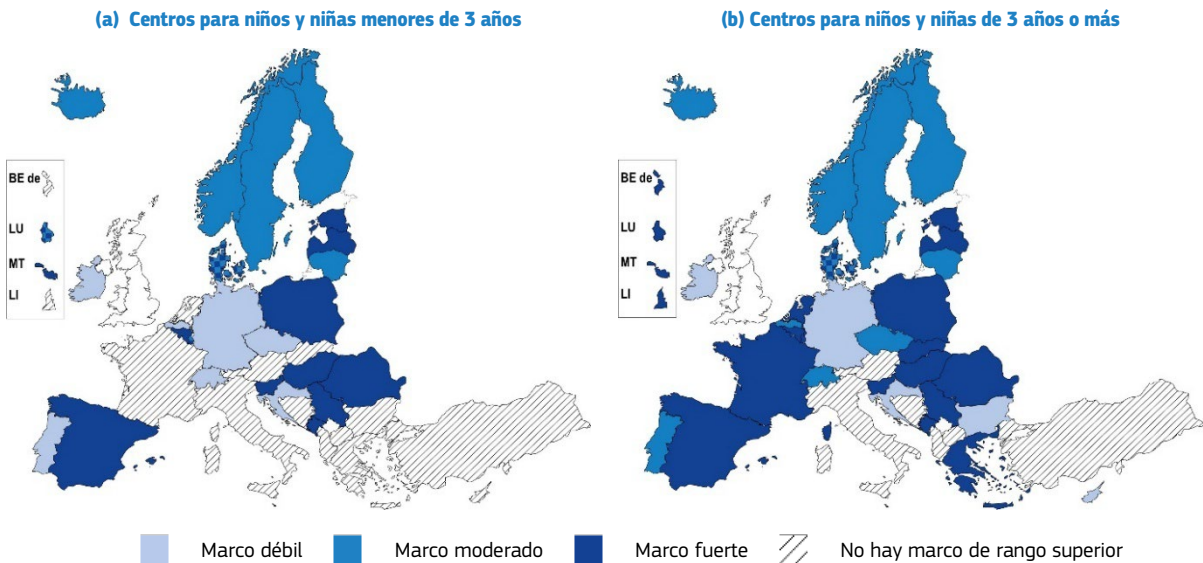 (a) Centros para niños y niñas menores de 3 años
(b) Centros para niños y niñas de 3 años o más
BE de
LU
MT
LI
BE de
LU
MT
LI
Marco débil
Marco moderado
Marco fuerte
No hay marco de rango superior